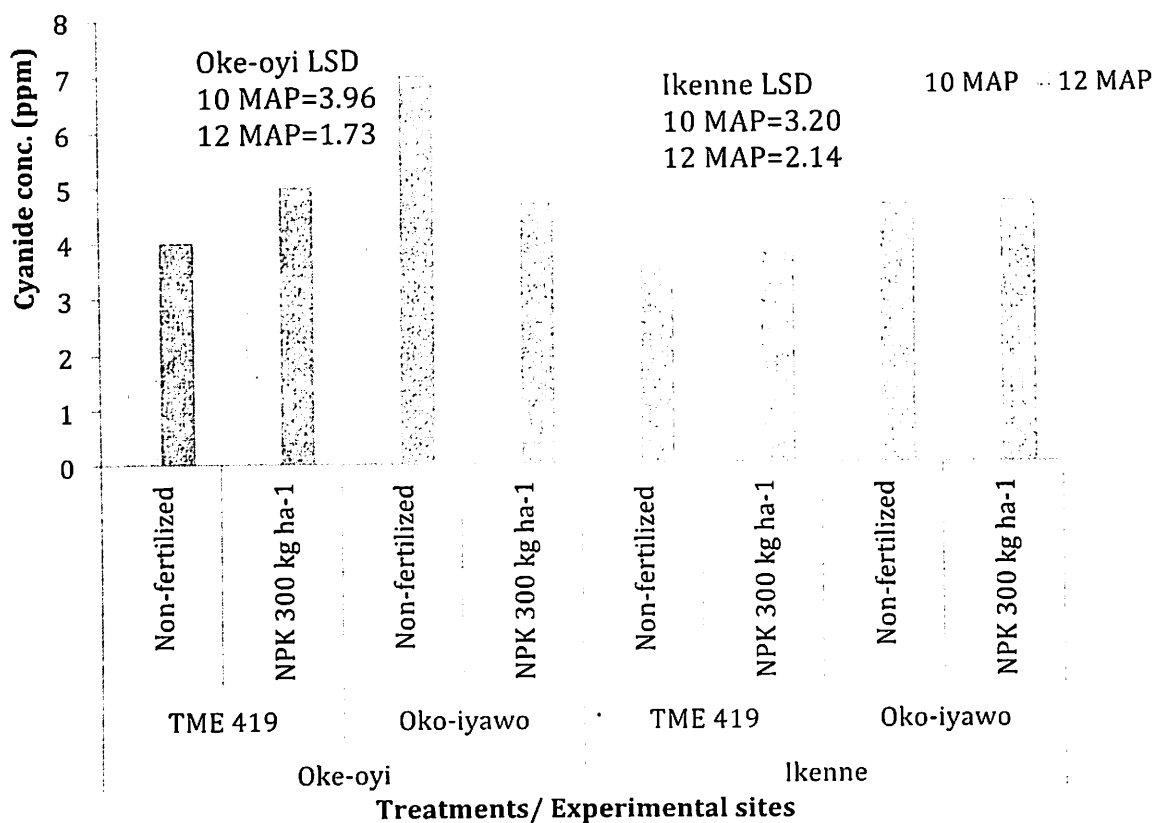 8
7
6
5
4
3
2
1
0
Cyanide conc. (ppm)
Oke-oyi LSD
10 MAP=3.96
12 MAP=1.73
Ikenne LSD
10 MAP=3.20
12 MAP=2.14
10 MAP
12 MAP
Non-fertilized
NPK 300 kg ha-1
Non-fertilized
NPK 300 kg ha-1
Non-fertilized
NPK 300 kg ha-1
Non-fertilized
NPK 300 kg ha-1
TME 419
Oko-iyawo
TME 419
Oko-iyawo
Oke-oyi
Ikenne
Treatments/ Experimental sites